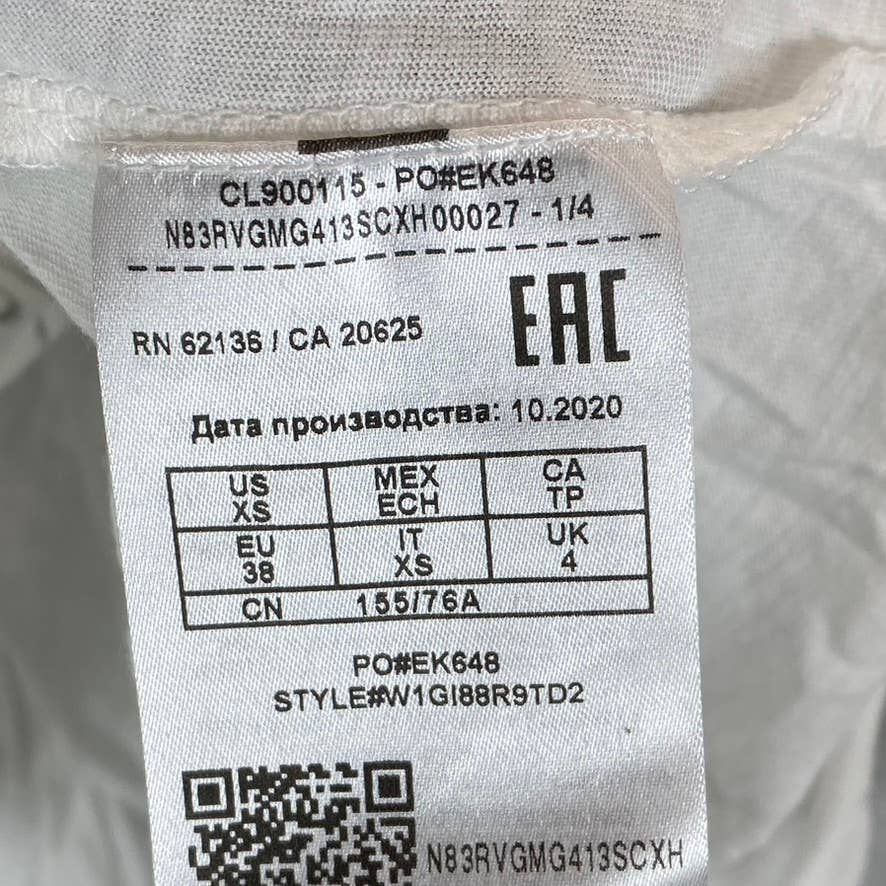 CL900115 - PO#EK648
N83RVGMG413SCXH00027 - 1/4
EAC
RN 62136 / CA 20625
Дата производства: 10.2020
US MEX CA
XS ECH TP
EU IT UK
38 XS 4
CN 155/76A
PO#EK648
STYLE#W1GI88R9TD2
N83RVGMG413SCXH